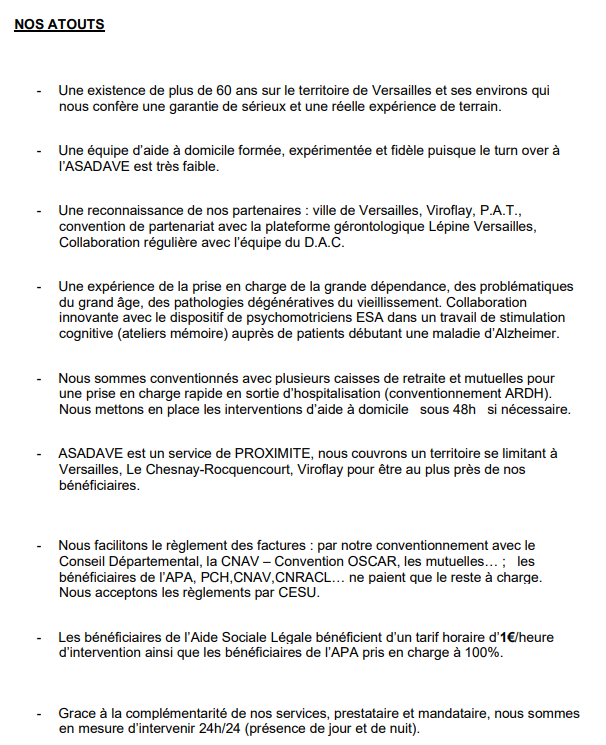 NOS ATOUTS
- Une existence de plus de 60 ans sur le territoire de Versailles et ses environs qui
nous confère une garantie de sérieux et une réelle expérience de terrain.
- Une équipe d'aide à domicile formée, expérimentée et fidèle puisque le turn over à
l'ASADAVE est très faible.
- Une reconnaissance de nos partenaires : ville de Versailles, Viroflay, P.A.T.,
convention de partenariat avec la plateforme gérontologique Lépine Versailles,
Collaboration régulière avec l'équipe du D.A.C.
- Une expérience de la prise en charge de la grande dépendance, des problématiques
du grand âge, des pathologies dégénératives du vieillissement. Collaboration
innovante avec le dispositif de psychomotriciens ESA dans un travail de stimulation
cognitive (ateliers mémoire) auprès de patients débutant une maladie d'Alzheimer.
- Nous sommes conventionnés avec plusieurs caisses de retraite et mutuelles pour
une prise en charge rapide en sortie d'hospitalisation (conventionnement ARDH).
Nous mettons en place les interventions d'aide à domicile sous 48h si nécessaire.
- ASADAVE est un service de PROXIMITE, nous couvrons un territoire se limitant à
Versailles, Le Chesnay-Rocquencourt, Viroflay pour être au plus près de nos
bénéficiaires.
- Nous facilitons le règlement des factures : par notre conventionnement avec le
Conseil Départemental, la CNAV – Convention OSCAR, les mutuelles… ; les
bénéficiaires de l'APA, PCH,CNAV,CNRACL… ne paient que le reste à charge.
Nous acceptons les règlements par CESU.
- Les bénéficiaires de l'Aide Sociale Légale bénéficient d'un tarif horaire d'1€/heure
d'intervention ainsi que les bénéficiaires de l'APA pris en charge à 100%.
- Grace à la complémentarité de nos services, prestataire et mandataire, nous sommes
en mesure d'intervenir 24h/24 (présence de jour et de nuit).